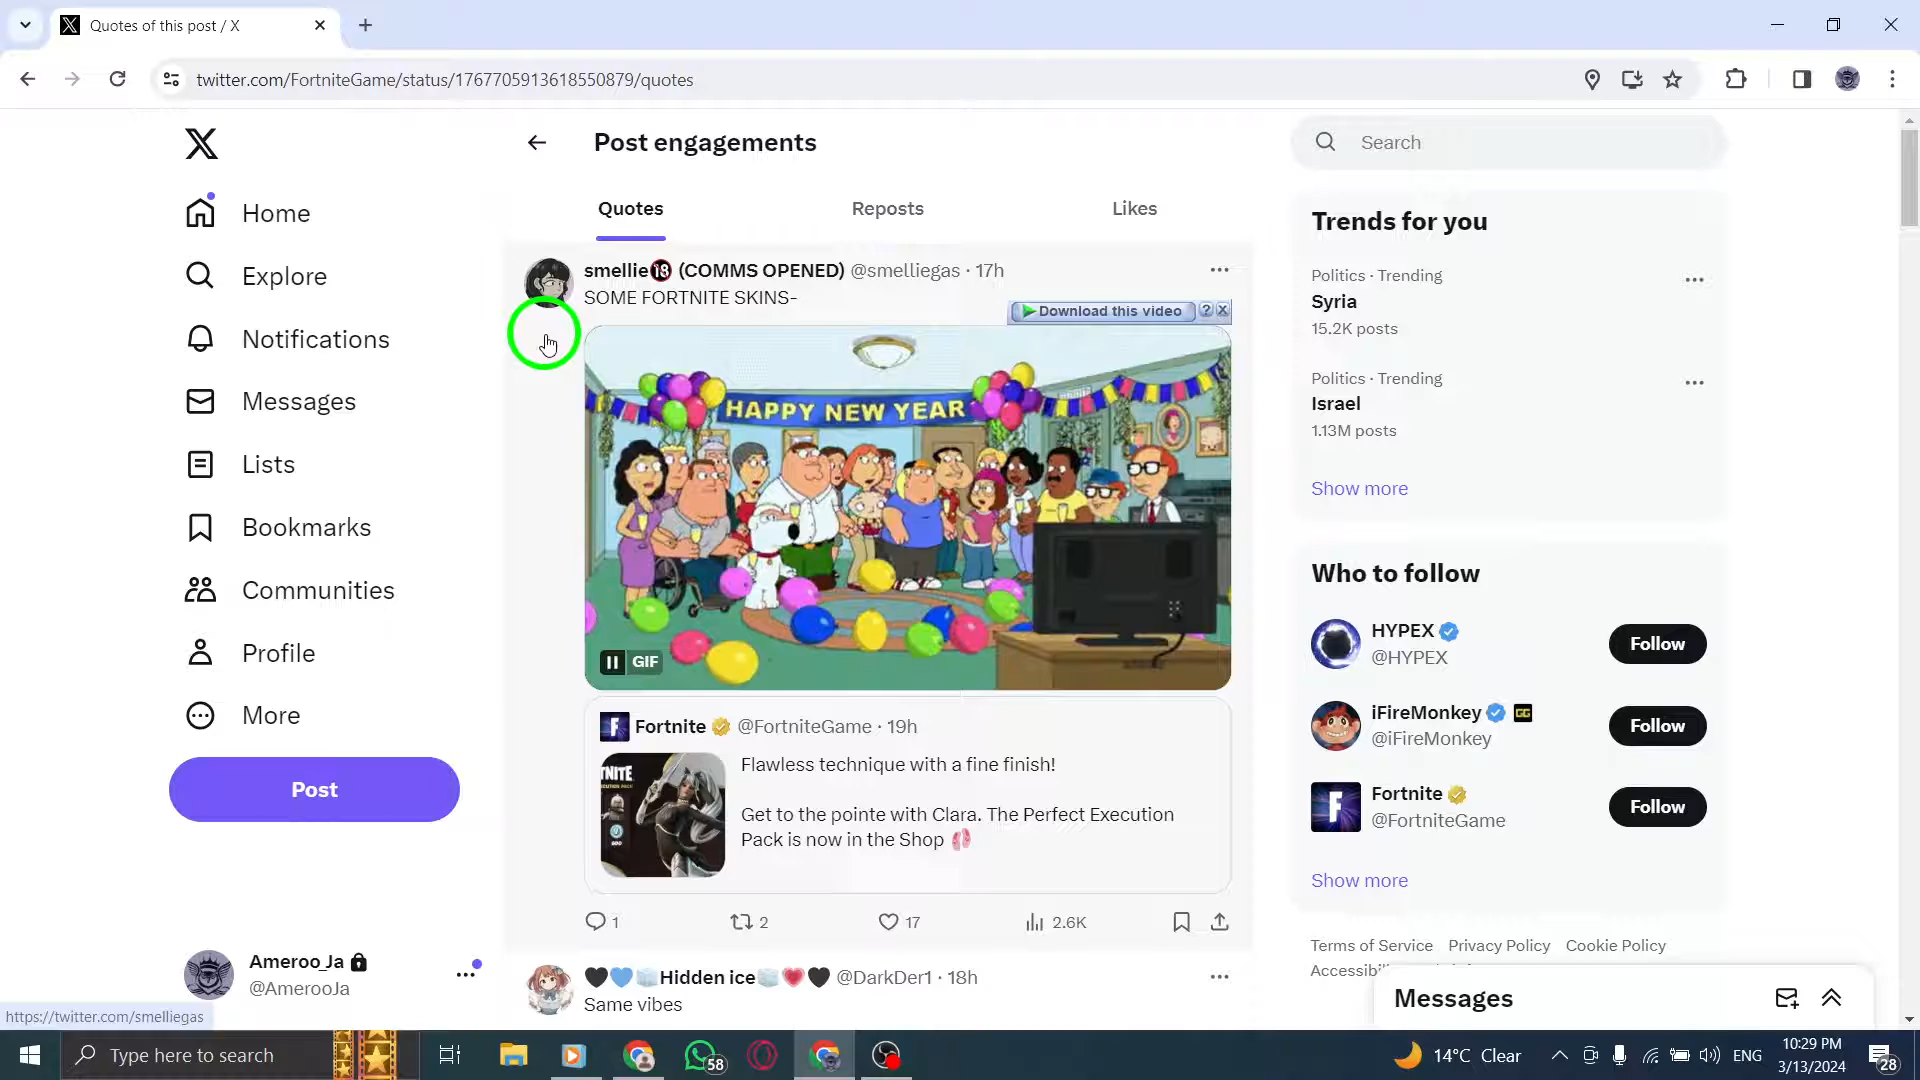 Quotes of this post / X
twitter.com/FortniteGame/status/1767705913618550879/quotes
Home
Explore
Notifications
Messages
Lists
Bookmarks
Communities
Profile
More
Post
Ameroo_Ja
@AmerooJa
https://twitter.com/smelliegas
Post engagements
Quotes
Reposts
Likes
smellie🔞 (COMMS OPENED) @smelliegas · 17h
SOME FORTNITE SKINS-
Download this video
HAPPY NEW YEAR
GIF
Fortnite @FortniteGame · 19h
Flawless technique with a fine finish!
Get to the pointe with Clara. The Perfect Execution
Pack is now in the Shop 🩰
1
2
17
2.6K
🖤🩵🧊Hidden ice🧊💗🖤 @DarkDer1 · 18h
Same vibes
Search
Trends for you
Politics · Trending
Syria
15.2K posts
Politics · Trending
Israel
1.13M posts
Show more
Who to follow
HYPEX
@HYPEX
Follow
iFireMonkey
@iFireMonkey
Follow
Fortnite
@FortniteGame
Follow
Show more
Terms of Service Privacy Policy Cookie Policy
Messages
Type here to search
58
14°C Clear
ENG
10:29 PM
3/13/2024
28